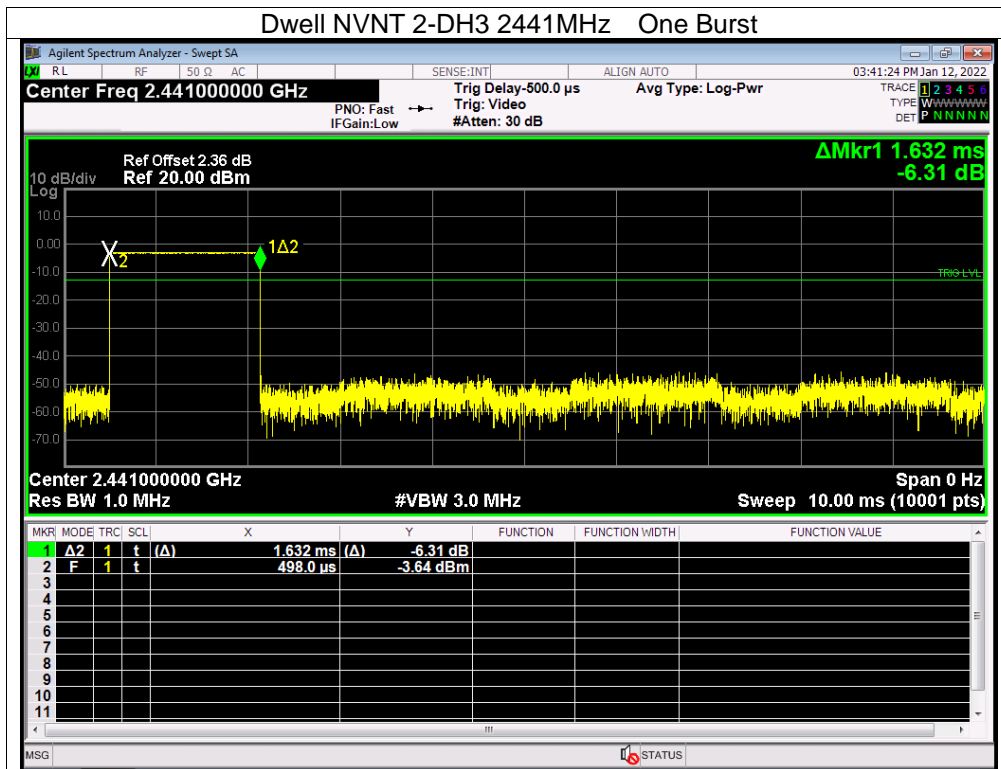 Dwell NVNT 2-DH3 2441MHz One Burst
Agilent Spectrum Analyzer - Swept SA
LXI RL RF 50 Ω AC SENSE:INT ALIGN AUTO 03:41:24 PM Jan 12, 2022
Center Freq 2.441000000 GHz Trig Delay-500.0 µs Avg Type: Log-Pwr TRACE 1 2 3 4 5 6
PNO: Fast Trig: Video TYPE WWWWWW
IFGain:Low #Atten: 30 dB DET P N N N N N
ΔMkr1 1.632 ms
Ref Offset 2.36 dB
10 dB/div Ref 20.00 dBm -6.31 dB
Log
10.0
0.00
1Δ2
2
-10.0
TRIG LVL
-20.0
-30.0
-40.0
-50.0
-60.0
-70.0
Center 2.441000000 GHz Span 0 Hz
Res BW 1.0 MHz #VBW 3.0 MHz Sweep 10.00 ms (10001 pts)
MKR MODE TRC SCL X Y FUNCTION FUNCTION WIDTH FUNCTION VALUE
1 Δ2 1 t (Δ) 1.632 ms (Δ) -6.31 dB
2 F 1 t 498.0 µs -3.64 dBm
3
4
5
6
7
8
9
10
11
MSG STATUS